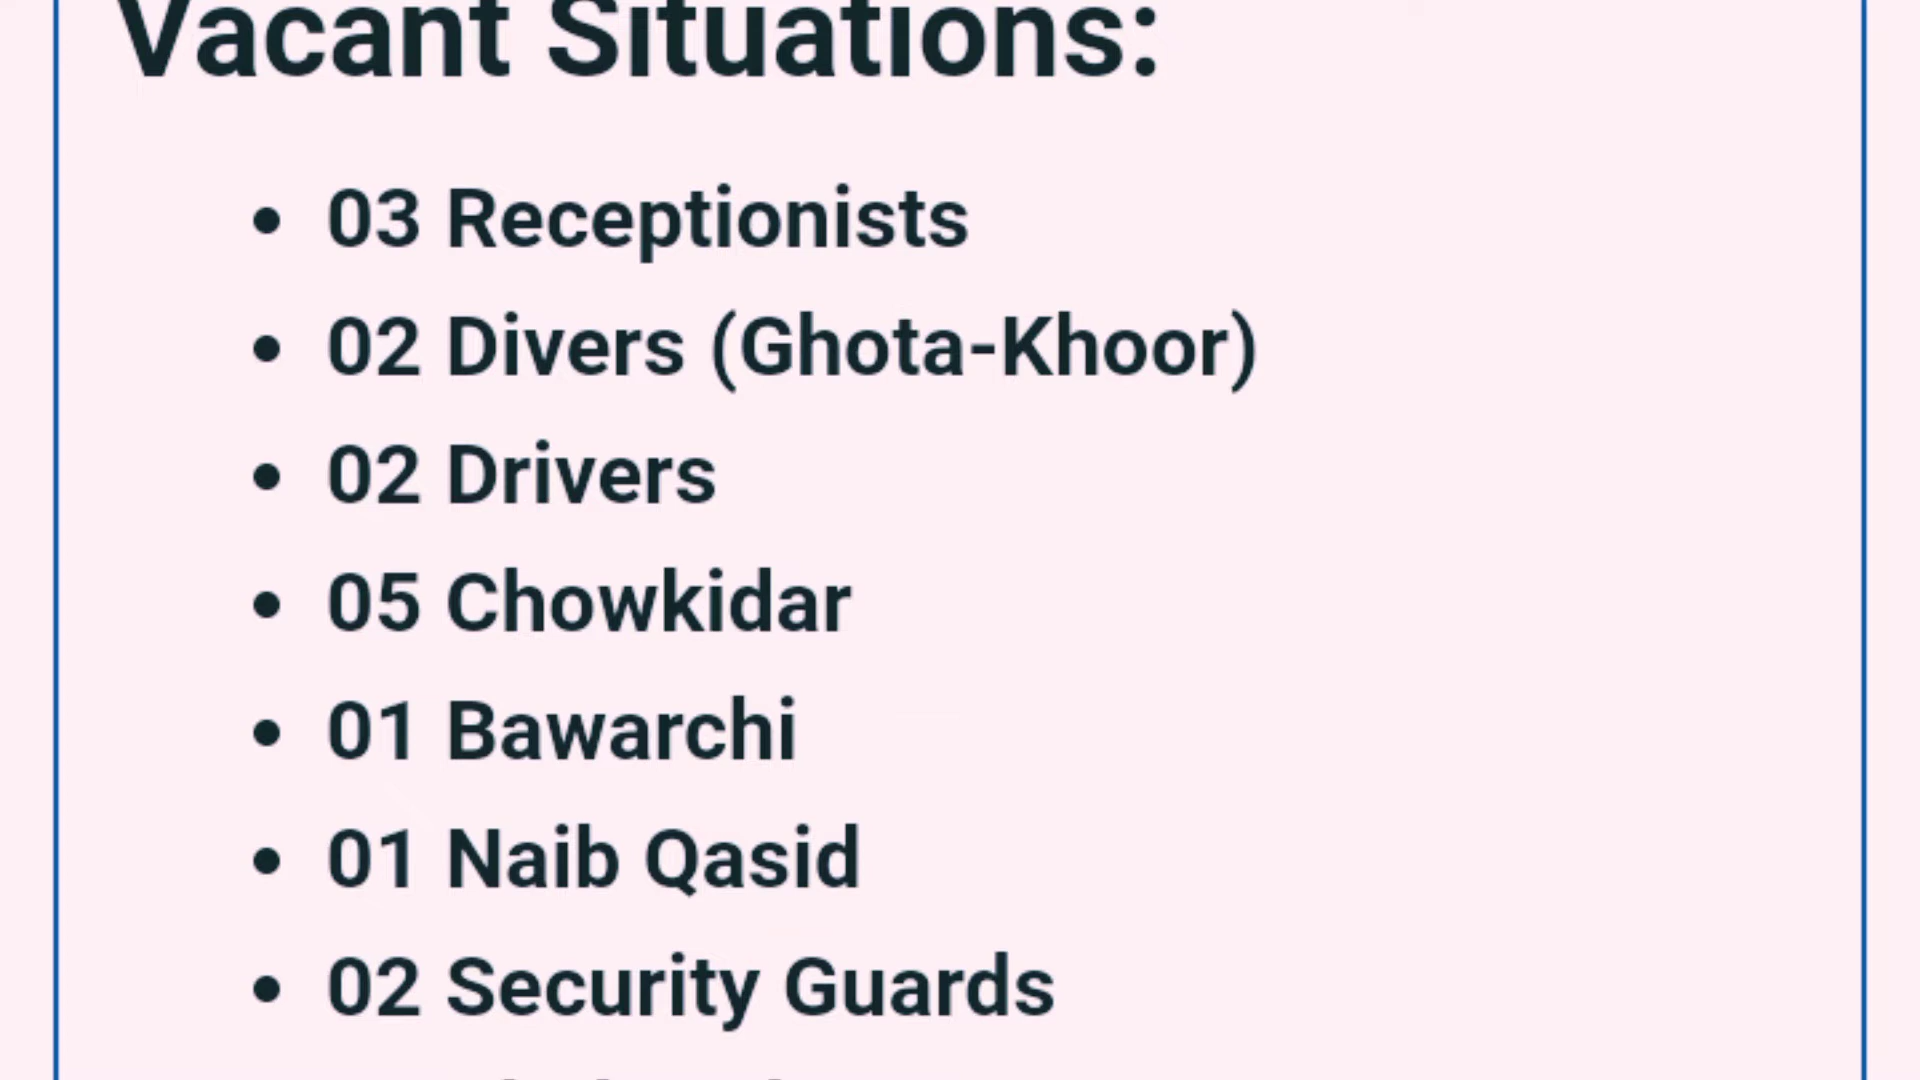 Vacant Situations:
• 03 Receptionists
• 02 Divers (Ghota-Khoor)
• 02 Drivers
• 05 Chowkidar
• 01 Bawarchi
• 01 Naib Qasid
• 02 Security Guards